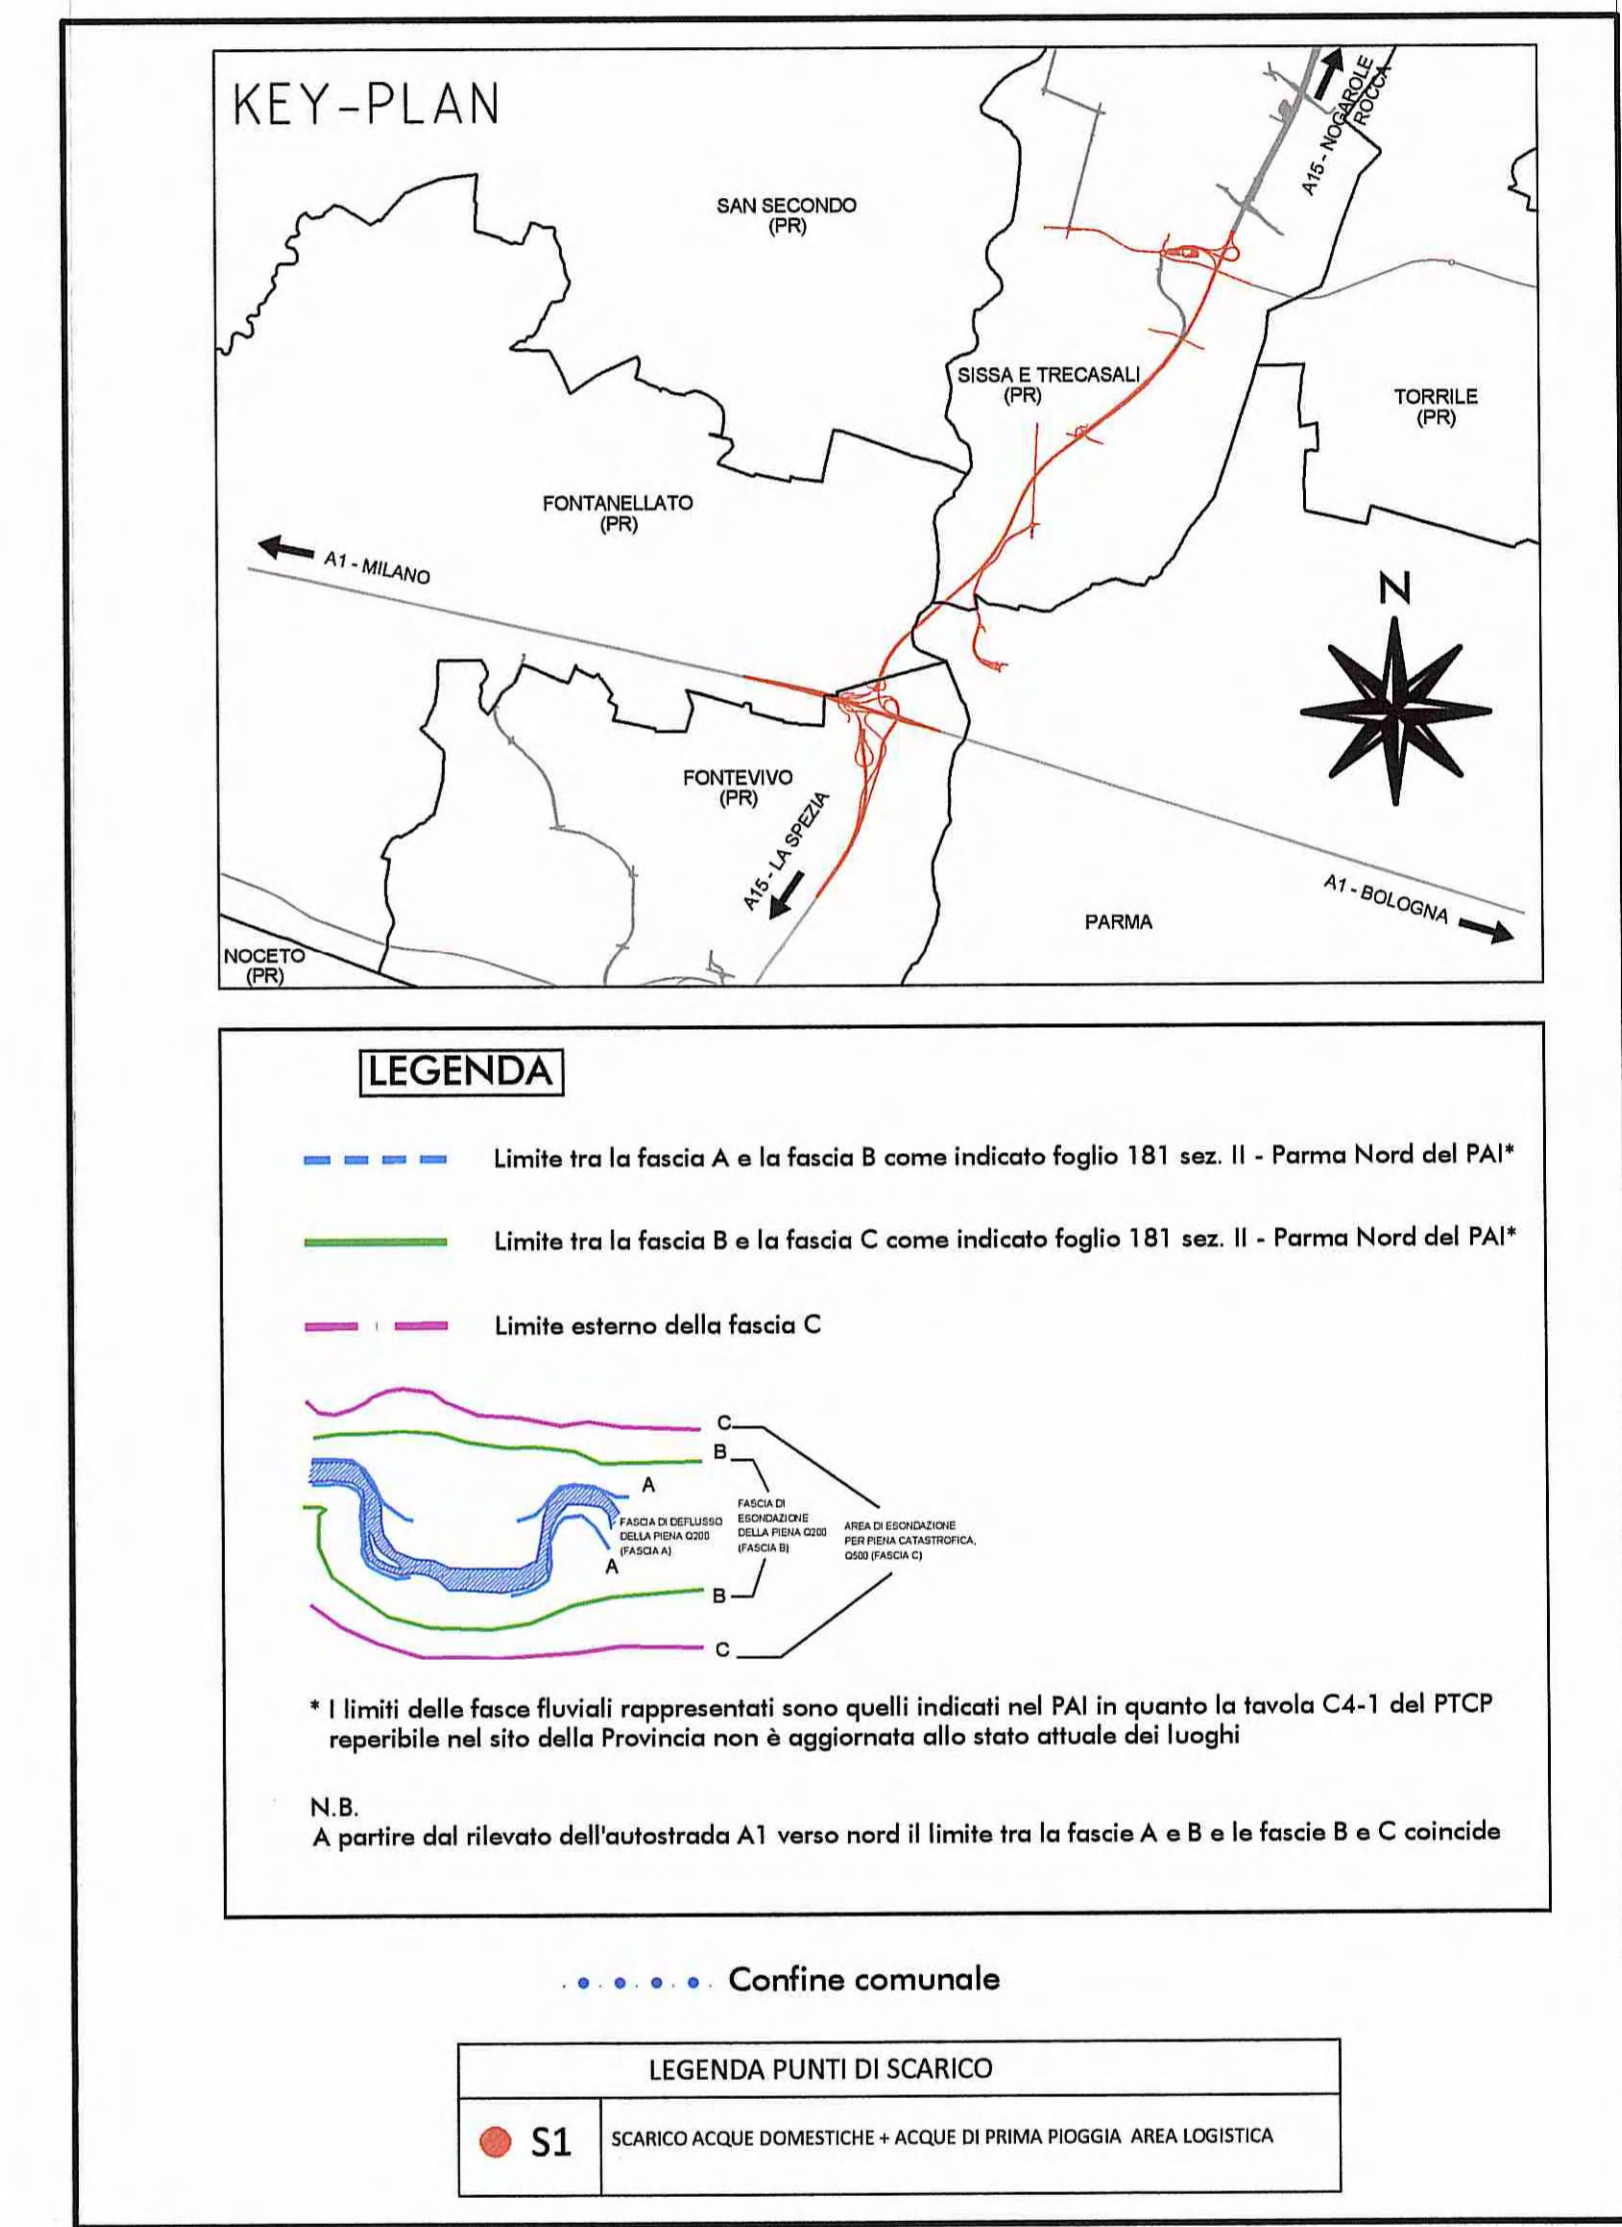 KEY-PLAN
A15 - NOGAROLE
ROCCA
SAN SECONDO
(PR)
SISSA E TRECASALI
(PR)
TORRILE
(PR)
FONTANELLATO
(PR)
A1 - MILANO
N
FONTEVIVO
(PR)
A15 - LA SPEZIA
A1 - BOLOGNA
PARMA
NOCETO
(PR)
LEGENDA
Limite tra la fascia A e la fascia B come indicato foglio 181 sez. II - Parma Nord del PAI*
Limite tra la fascia B e la fascia C come indicato foglio 181 sez. II - Parma Nord del PAI*
Limite esterno della fascia C
C
B
A
FASCIA DI DEFLUSSO
DELLA PIENA Q200
(FASCIA A)
FASCIA DI
ESONDAZIONE
DELLA PIENA Q200
(FASCIA B)
AREA DI ESONDAZIONE
PER PIENA CATASTROFICA,
Q500 (FASCIA C)
A
B
C
* I limiti delle fasce fluviali rappresentati sono quelli indicati nel PAI in quanto la tavola C4-1 del PTCP
reperibile nel sito della Provincia non è aggiornata allo stato attuale dei luoghi
N.B.
A partire dal rilevato dell'autostrada A1 verso nord il limite tra la fascie A e B e le fascie B e C coincide
Confine comunale
LEGENDA PUNTI DI SCARICO
S1
SCARICO ACQUE DOMESTICHE + ACQUE DI PRIMA PIOGGIA AREA LOGISTICA